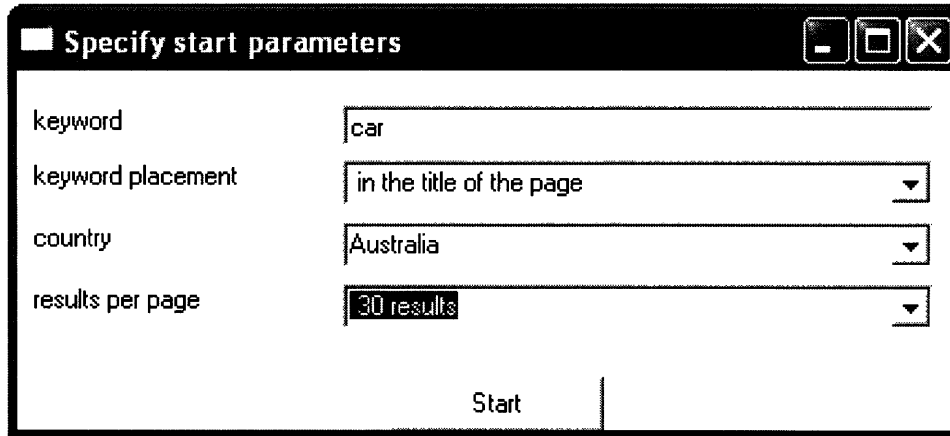 Specify start parameters
keyword car
keyword placement in the title of the page
country Australia
results per page 30 results
Start